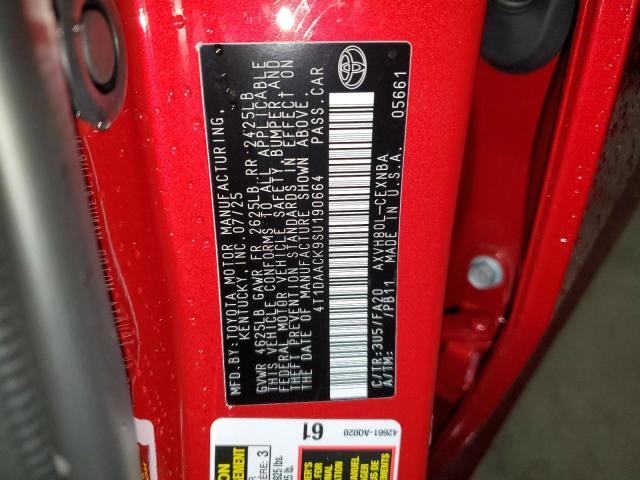 MFD.BY:TOYOTA MOTOR MANUFACTURING,
KENTUCKY, INC. 07/25
GVWR 4625LB GAWR FR 2625LB RR 2425LB
THIS VEHICLE CONFORMS TO ALL APPLICABLE
FEDERAL MOTOR VEHICLE SAFETY, BUMPER AND
THEFT PREVENTION STANDARDS IN EFFECT ON
THE DATE OF MANUFACTURE SHOWN ABOVE.
4T1DAACK9SU190664 PASS.CAR
C/TR:3U5/FA20 AXVH80L-CEXNBA
A/TM: /PB11 MADE IN U.S.A. 05661
42661-A0020
61